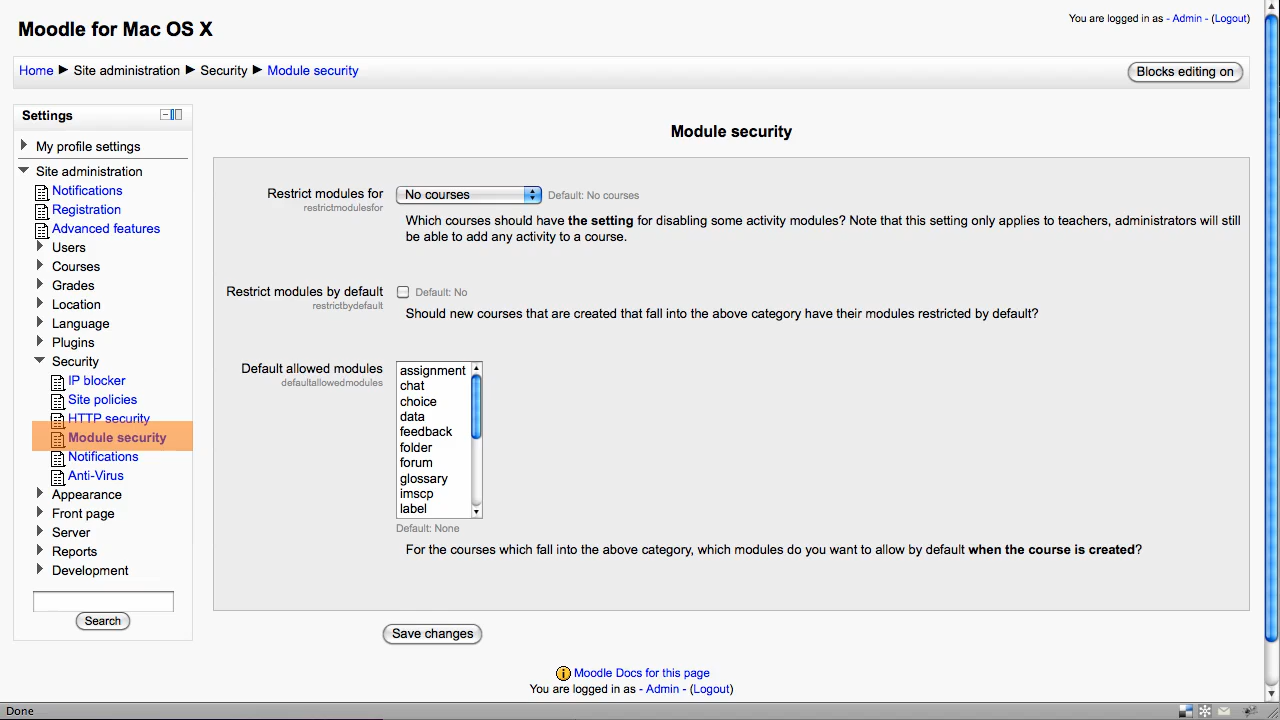 Moodle for Mac OS X
You are logged in as - Admin - (Logout)
Home ► Site administration ► Security ► Module security
Blocks editing on
Settings
My profile settings
Site administration
Notifications
Registration
Advanced features
Users
Courses
Grades
Location
Language
Plugins
Security
IP blocker
Site policies
HTTP security
Module security
Notifications
Anti-Virus
Appearance
Front page
Server
Reports
Development
Search
Module security
Restrict modules for No courses Default: No courses
restrictmodulesfor
Which courses should have the setting for disabling some activity modules? Note that this setting only applies to teachers, administrators will still
be able to add any activity to a course.
Restrict modules by default Default: No
restrictbydefault
Should new courses that are created that fall into the above category have their modules restricted by default?
Default allowed modules
defaultallowedmodules
assignment
chat
choice
data
feedback
folder
forum
glossary
imscp
label
Default: None
For the courses which fall into the above category, which modules do you want to allow by default when the course is created?
Save changes
Moodle Docs for this page
You are logged in as - Admin - (Logout)
Done